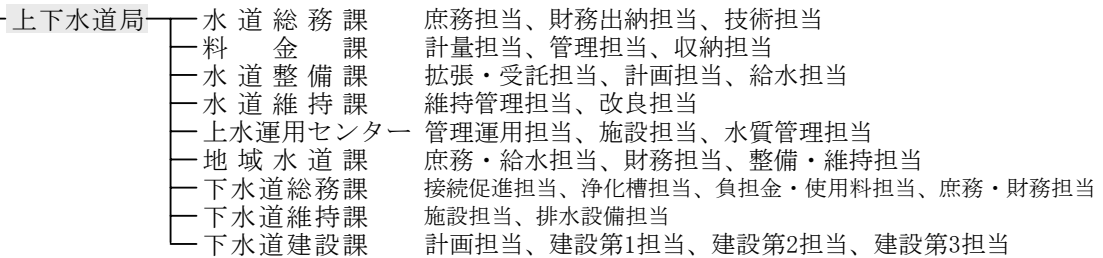 上下水道局 水道総務課 庶務担当、財務出納担当、技術担当
料金課 計量担当、管理担当、収納担当
水道整備課 拡張・受託担当、計画担当、給水担当
水道維持課 維持管理担当、改良担当
上水運用センター 管理運用担当、施設担当、水質管理担当
地域水道課 庶務・給水担当、財務担当、整備・維持担当
下水道総務課 接続促進担当、浄化槽担当、負担金・使用料担当、庶務・財務担当
下水道維持課 施設担当、排水設備担当
下水道建設課 計画担当、建設第1担当、建設第2担当、建設第3担当